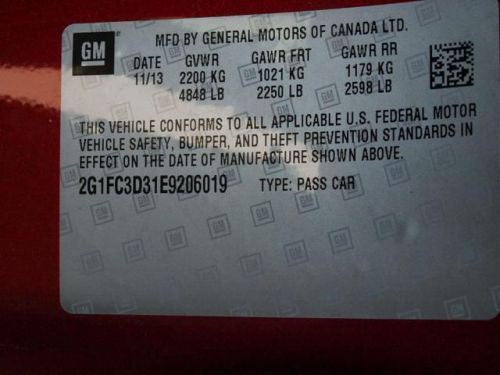 GM
MFD BY GENERAL MOTORS OF CANADA LTD.
DATE GVWR GAWR FRT GAWR RR
11/13 2200 KG 1021 KG 1179 KG
4848 LB 2250 LB 2598 LB
THIS VEHICLE CONFORMS TO ALL APPLICABLE U.S. FEDERAL MOTOR
VEHICLE SAFETY, BUMPER, AND THEFT PREVENTION STANDARDS IN
EFFECT ON THE DATE OF MANUFACTURE SHOWN ABOVE.
2G1FC3D31E9206019 TYPE: PASS CAR